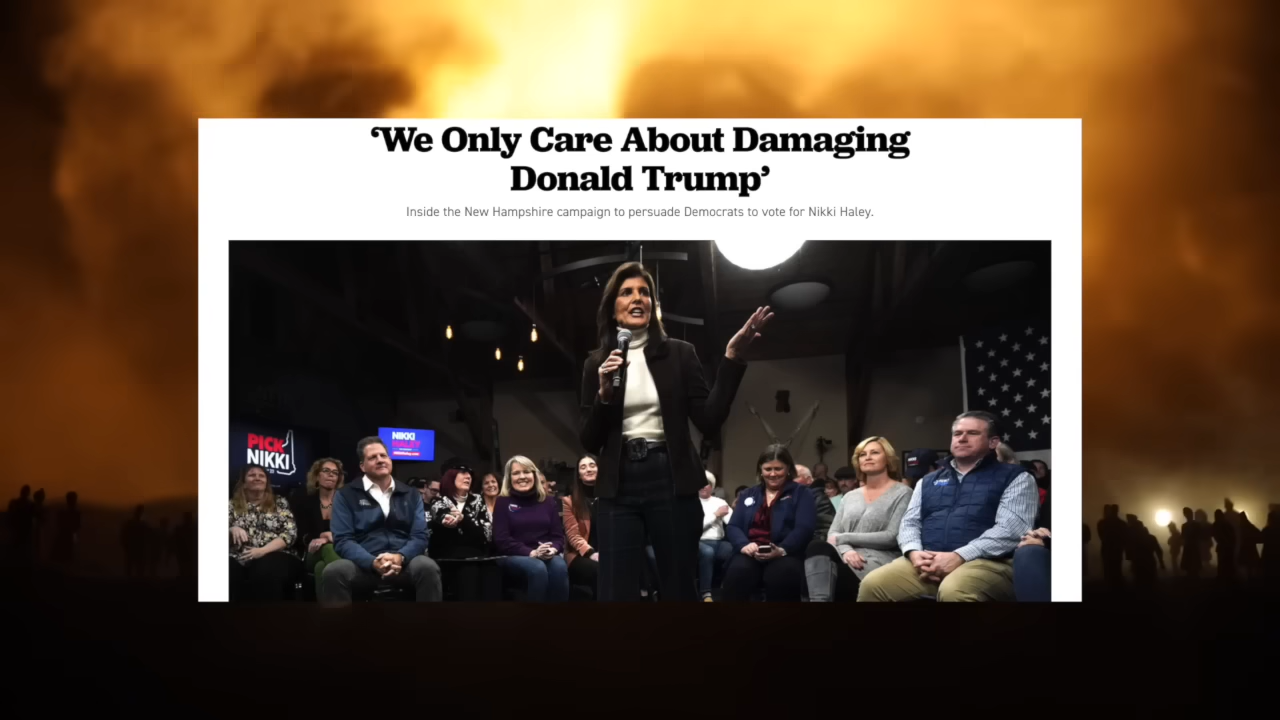 ‘We Only Care About Damaging
Donald Trump’
Inside the New Hampshire campaign to persuade Democrats to vote for Nikki Haley.
PICK
NIKKI
NIKKI
HALEY